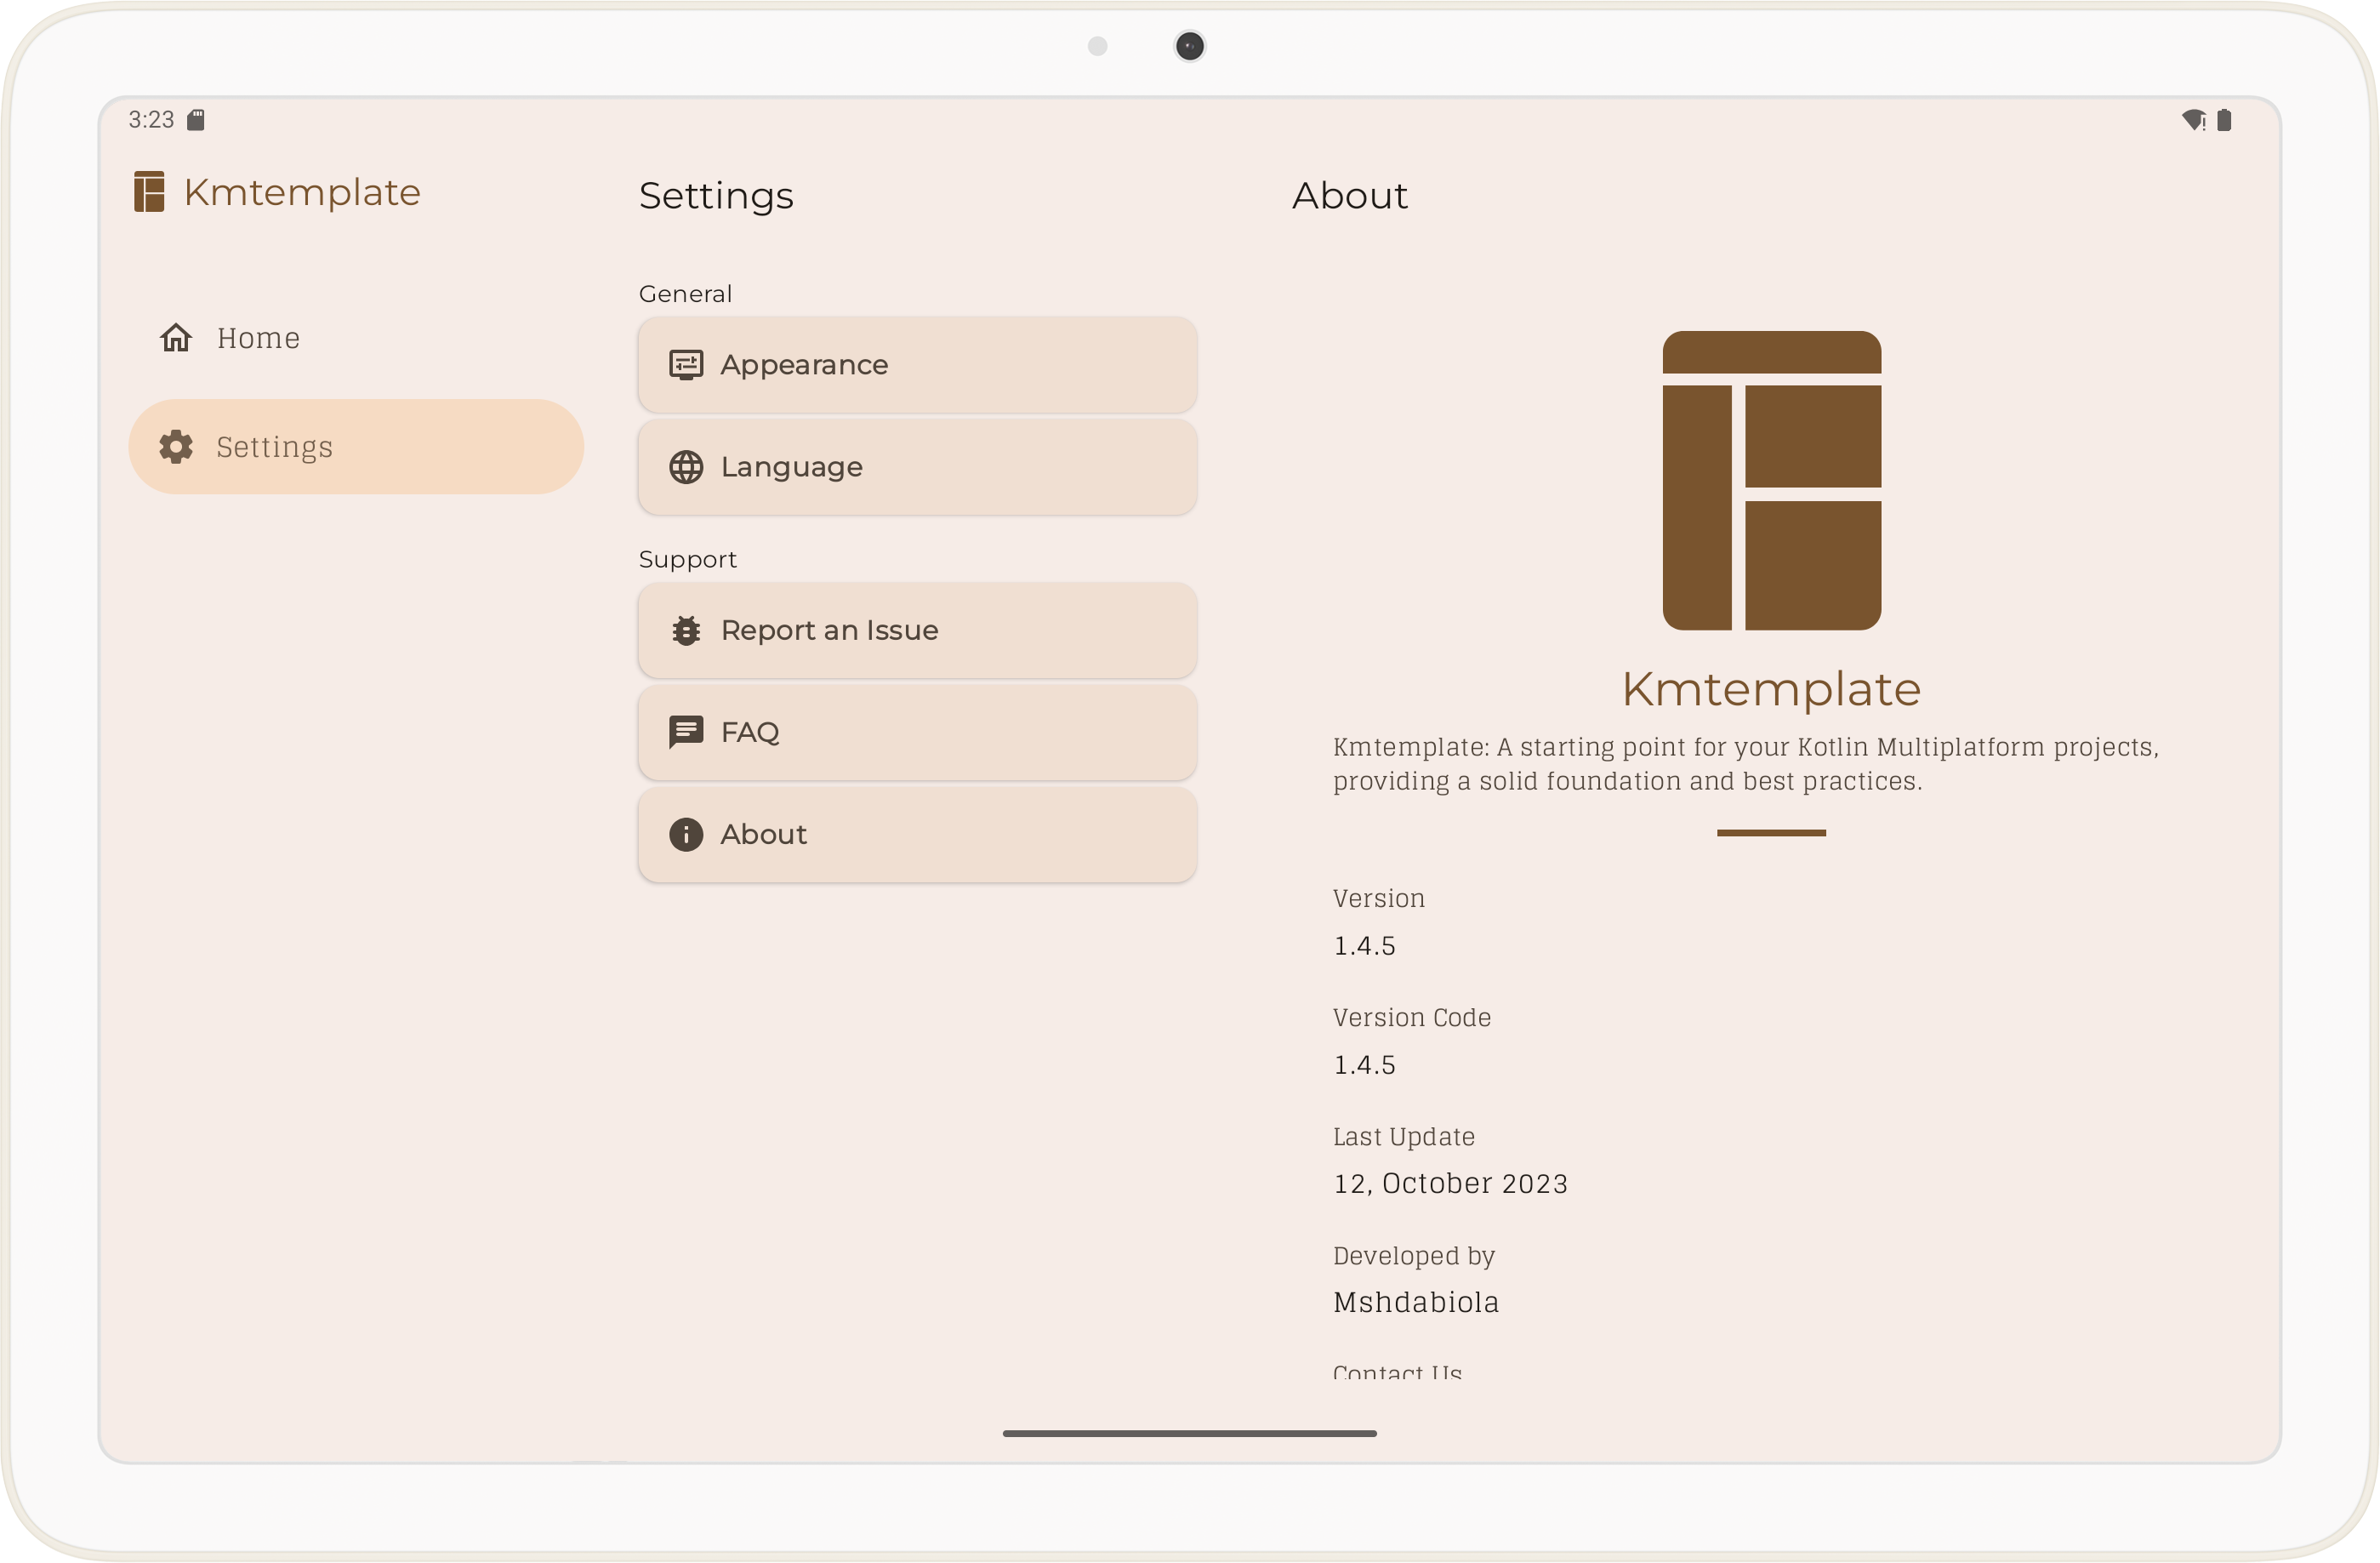 3:23
Kmtemplate
Home
Settings
Settings
General
Appearance
Language
Support
Report an Issue
FAQ
About
About
Kmtemplate
Kmtemplate: A starting point for your Kotlin Multiplatform projects,
providing a solid foundation and best practices.
Version
1.4.5
Version Code
1.4.5
Last Update
12, October 2023
Developed by
Mshdabiola
Contact Us